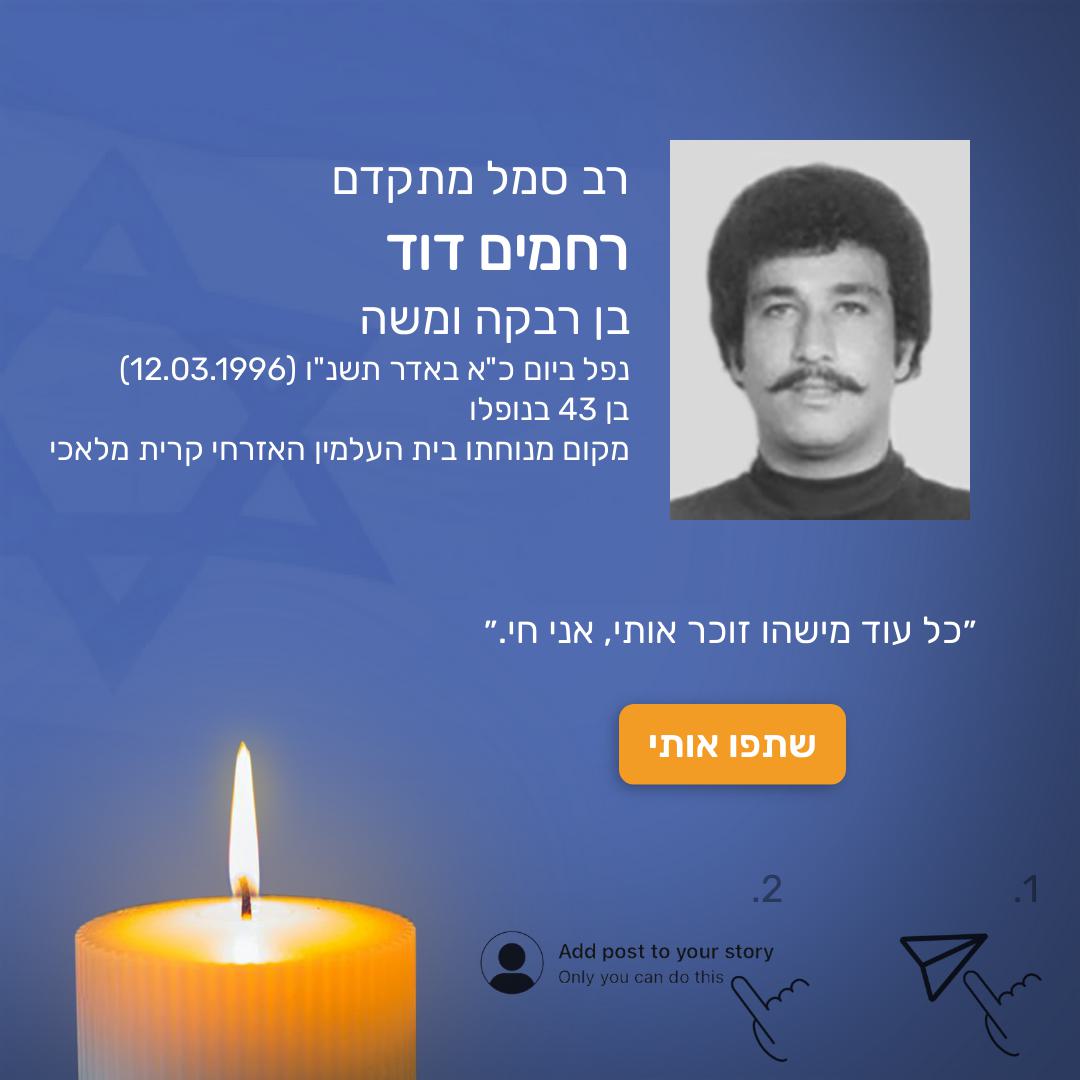 רב סמל מתקדם
רחמים דוד
בן רבקה ומשה
נפל ביום כ"א באדר תשנ"ו (12.03.1996)
בן 43 בנופלו
מקום מנוחתו בית העלמין האזרחי קרית מלאכי
״כל עוד מישהו זוכר אותי, אני חי.״
שתפו אותי
1.
2.
Add post to your story
Only you can do this